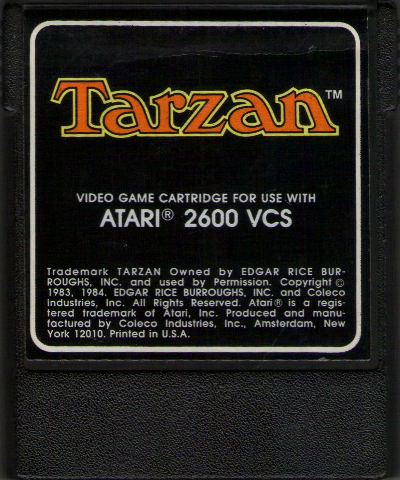 Tarzan™
VIDEO GAME CARTRIDGE FOR USE WITH
ATARI® 2600 VCS
Trademark TARZAN Owned by EDGAR RICE BUR-
ROUGHS, INC. and used by Permission. Copyright ©
1983, 1984. EDGAR RICE BURROUGHS, INC. and Coleco
Industries, Inc. All Rights Reserved. Atari® is a regis-
tered trademark of Atari, Inc. Produced and manu-
factured by Coleco Industries, Inc., Amsterdam, New
York 12010. Printed in U.S.A.